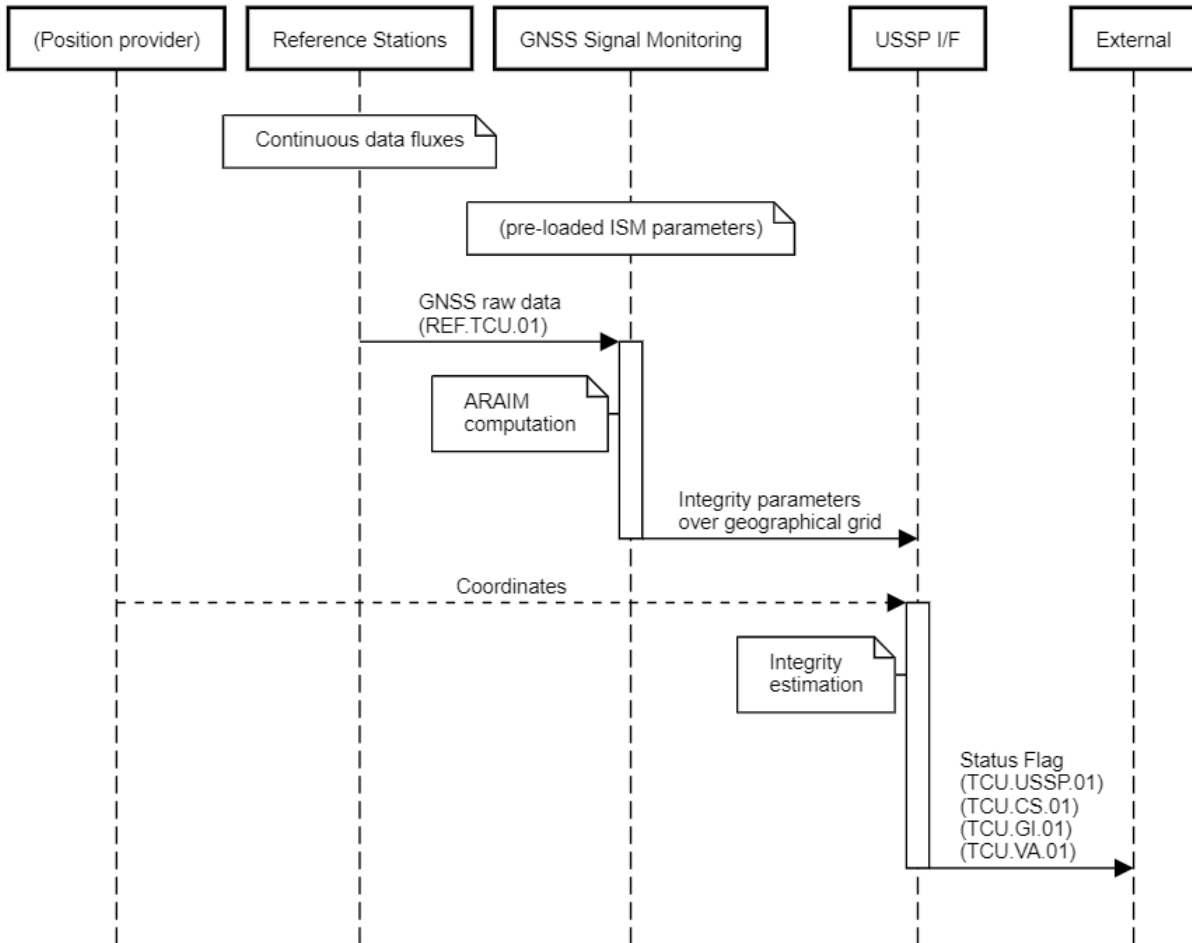 (Position provider)
Reference Stations
GNSS Signal Monitoring
USSP I/F
External
Continuous data fluxes
(pre-loaded ISM parameters)
GNSS raw data
(REF.TCU.01)
ARAIM
computation
Integrity parameters
over geographical grid
Coordinates
Integrity
estimation
Status Flag
(TCU.USSP.01)
(TCU.CS.01)
(TCU.GI.01)
(TCU.VA.01)